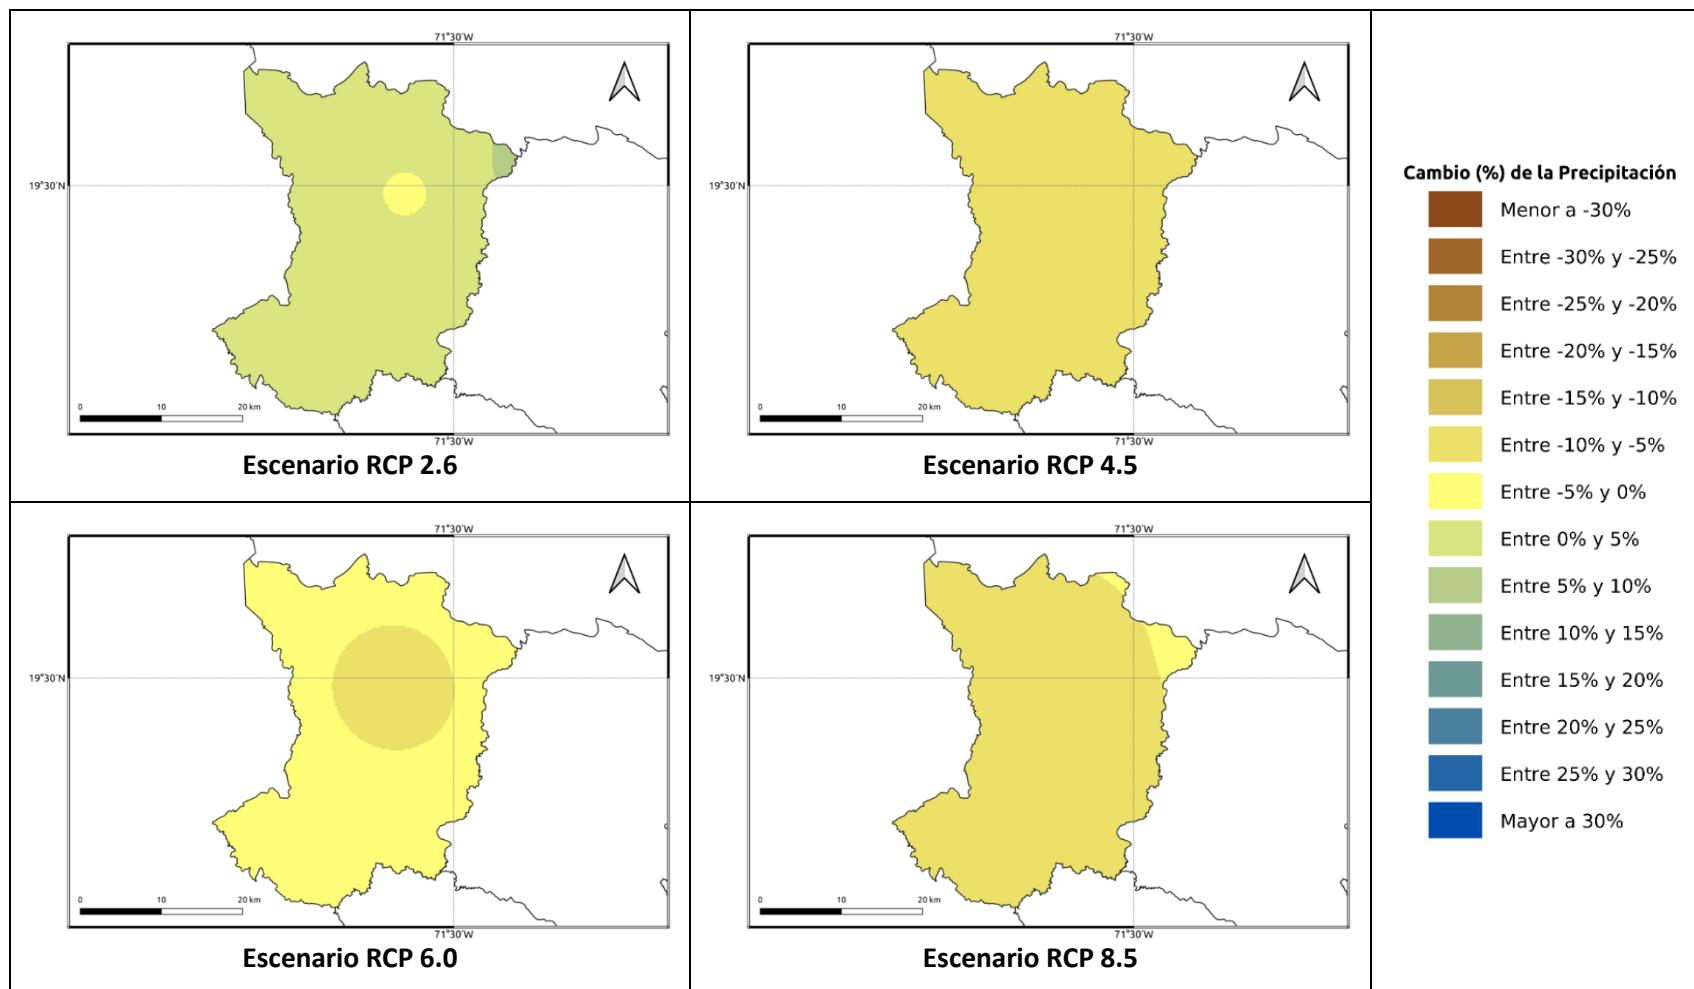 71°30'W
19°30'N
0 10 20 km
71°30'W
Escenario RCP 2.6
71°30'W
0 10 20 km
71°30'W
Escenario RCP 4.5
71°30'W
19°30'N
0 10 20 km
71°30'W
Escenario RCP 6.0
71°30'W
19°30'N
0 10 20 km
71°30'W
Escenario RCP 8.5
Cambio (%) de la Precipitación
Menor a -30%
Entre -30% y -25%
Entre -25% y -20%
Entre -20% y -15%
Entre -15% y -10%
Entre -10% y -5%
Entre -5% y 0%
Entre 0% y 5%
Entre 5% y 10%
Entre 10% y 15%
Entre 15% y 20%
Entre 20% y 25%
Entre 25% y 30%
Mayor a 30%
19°30'N